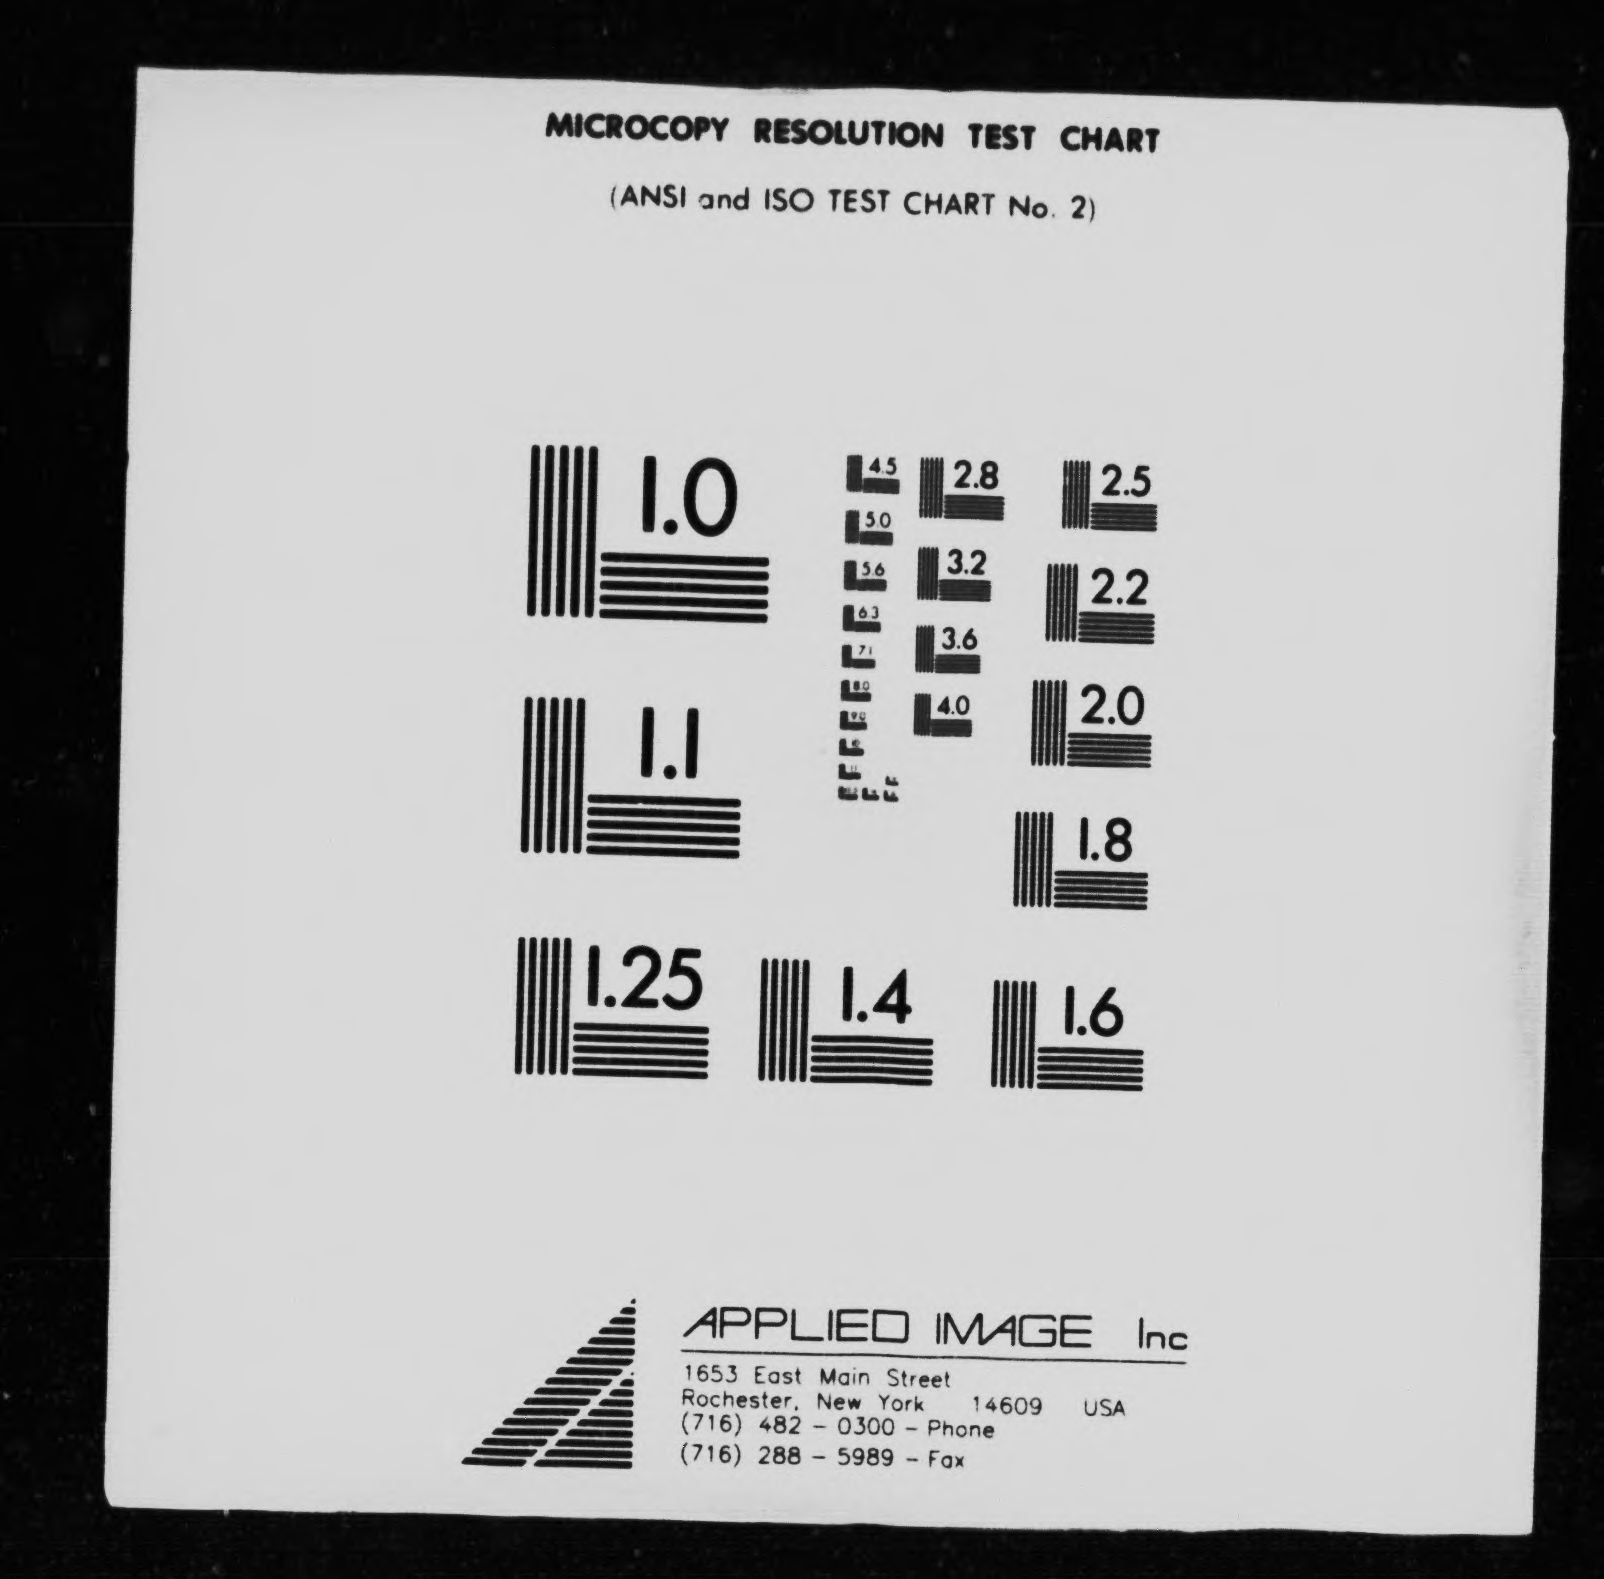 MICROCOPY RESOLUTION TEST CHART
(ANSI and ISO TEST CHART No. 2)
1.0
1.1
1.25
1.4
1.6
1.8
2.0
2.2
2.5
2.8
3.2
3.6
4.0
4.5
5.0
5.6
6.3
7.1
8.0
9.0
APPLIED IMAGE Inc
1653 East Main Street
Rochester, New York 14609 USA
(716) 482 – 0300 – Phone
(716) 288 – 5989 – Fax